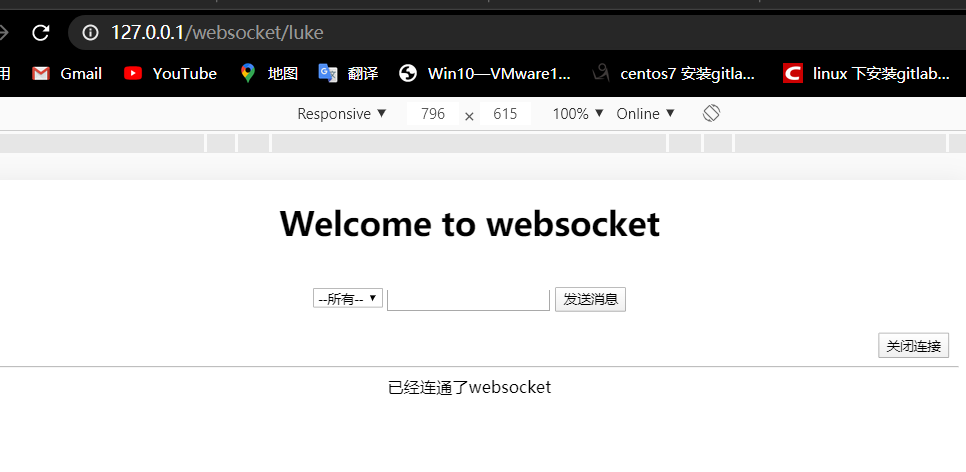 127.0.0.1/websocket/luke
用 Gmail YouTube 地图 翻译 Win10—VMware1... centos7 安装gitla... linux 下安装gitlab...
Responsive ▼ 796 × 615 100% ▼ Online ▼
Welcome to websocket
--所有-- ▼ 发送消息
关闭连接
已经连通了websocket